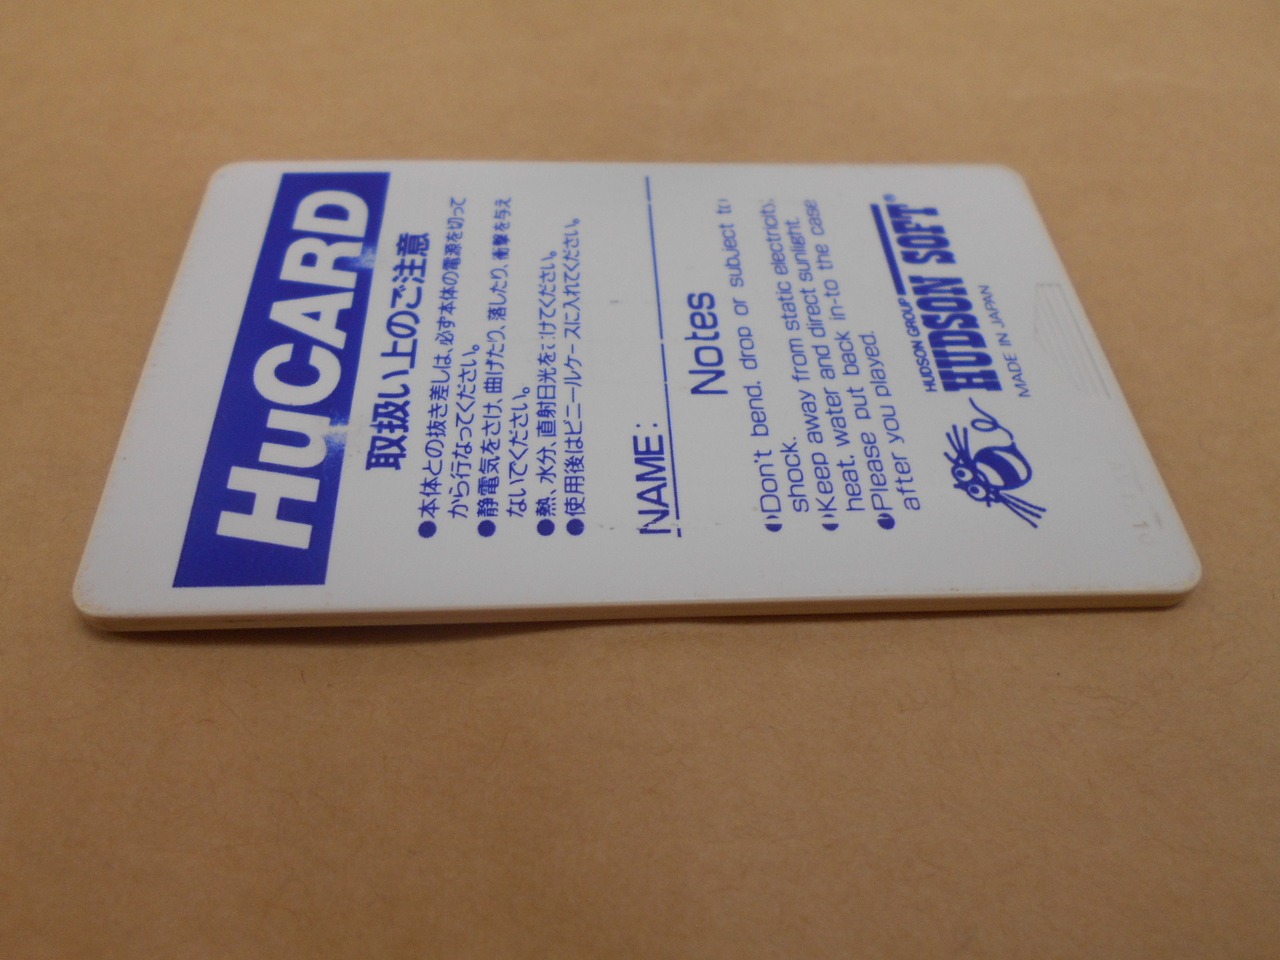 HuCARD
取扱い上のご注意
●本体との抜き差しは、必ず本体の電源を切って
から行なってください。
●静電気をさけ、曲げたり、落したり、衝撃を与え
ないでください。
●熱、水分、直射日光をさけてください。
●使用後はビニールケースに入れてください。
NAME:
Notes
●Don't bend, drop or subject to
shock.
●Keep away from static electricity,
heat, water and direct sunlight.
●Please put back in-to the case
after you played.
HUDSON GROUP
HUDSON SOFT®
MADE IN JAPAN